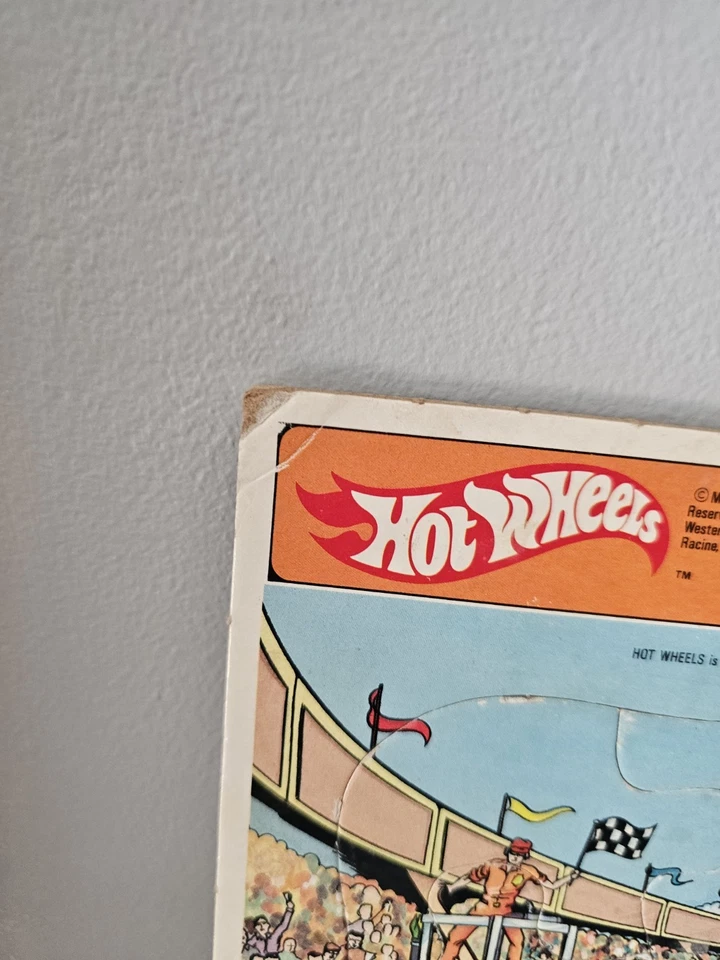 HOT WHEELS
© M
Reser
Wester
Racine,
TM
HOT WHEELS is